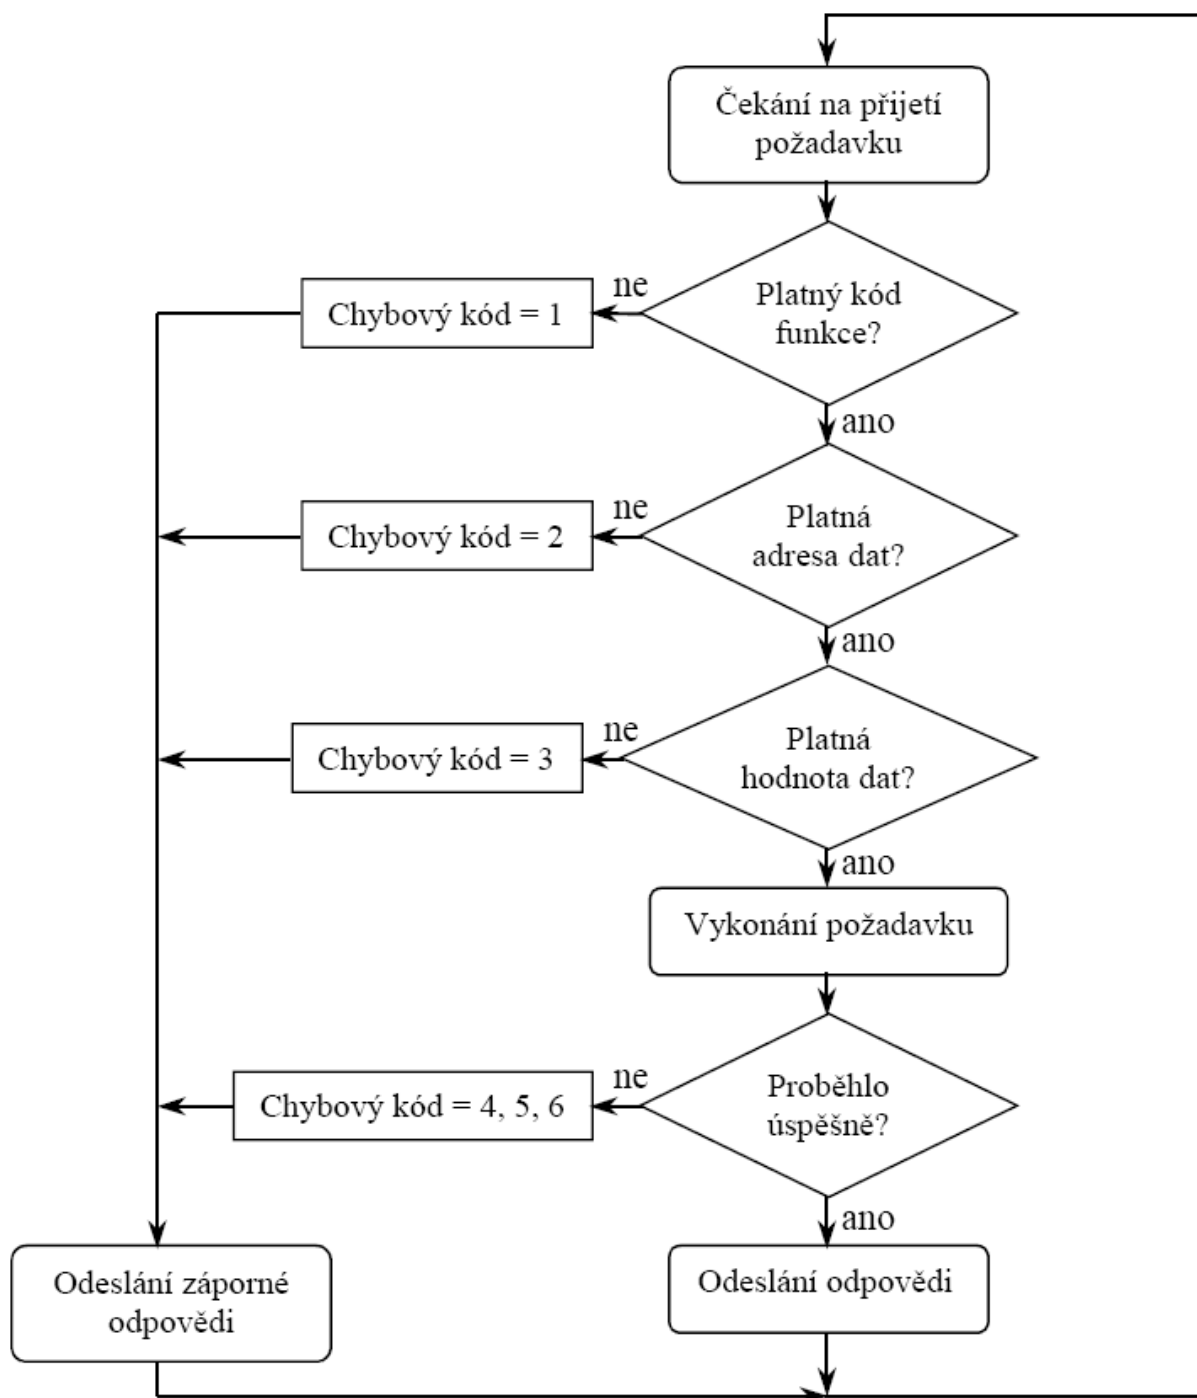 Čekání na přijetí
požadavku
Platný kód
funkce?
ne
Chybový kód = 1
ano
Platná
adresa dat?
ne
Chybový kód = 2
ano
Platná
hodnota dat?
ne
Chybový kód = 3
ano
Vykonání požadavku
Proběhlo
úspěšně?
ne
Chybový kód = 4, 5, 6
ano
Odeslání záporné
odpovědi
Odeslání odpovědi